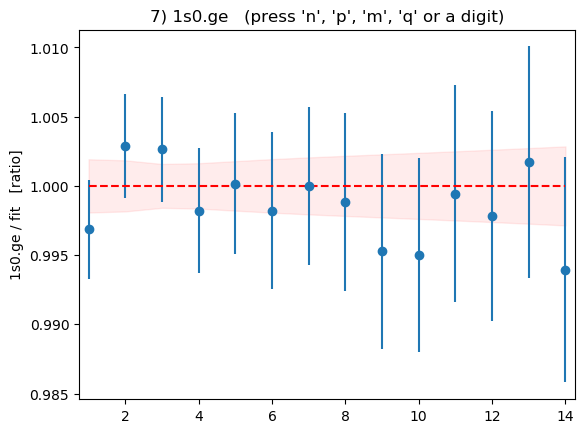 7) 1s0.ge   (press 'n', 'p', 'm', 'q' or a digit)
1s0.ge / fit   [ratio]
1.010
1.005
1.000
0.995
0.990
0.985
2 4 6 8 10 12 14